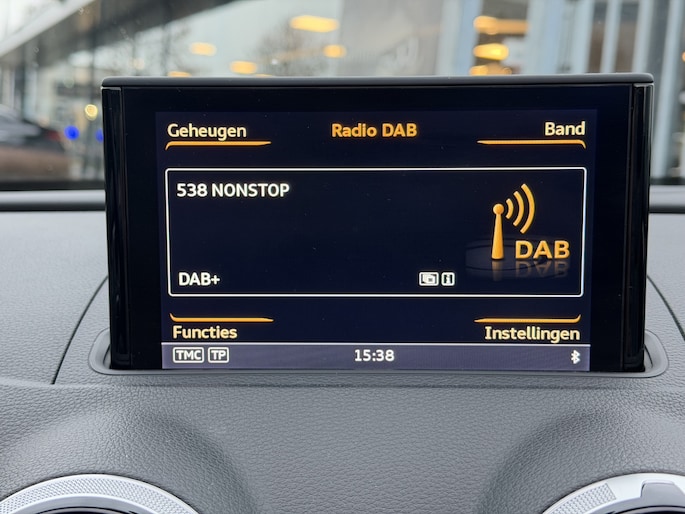 Geheugen Radio DAB Band
538 NONSTOP
DAB
DAB+
Functies Instellingen
TMC TP 15:38